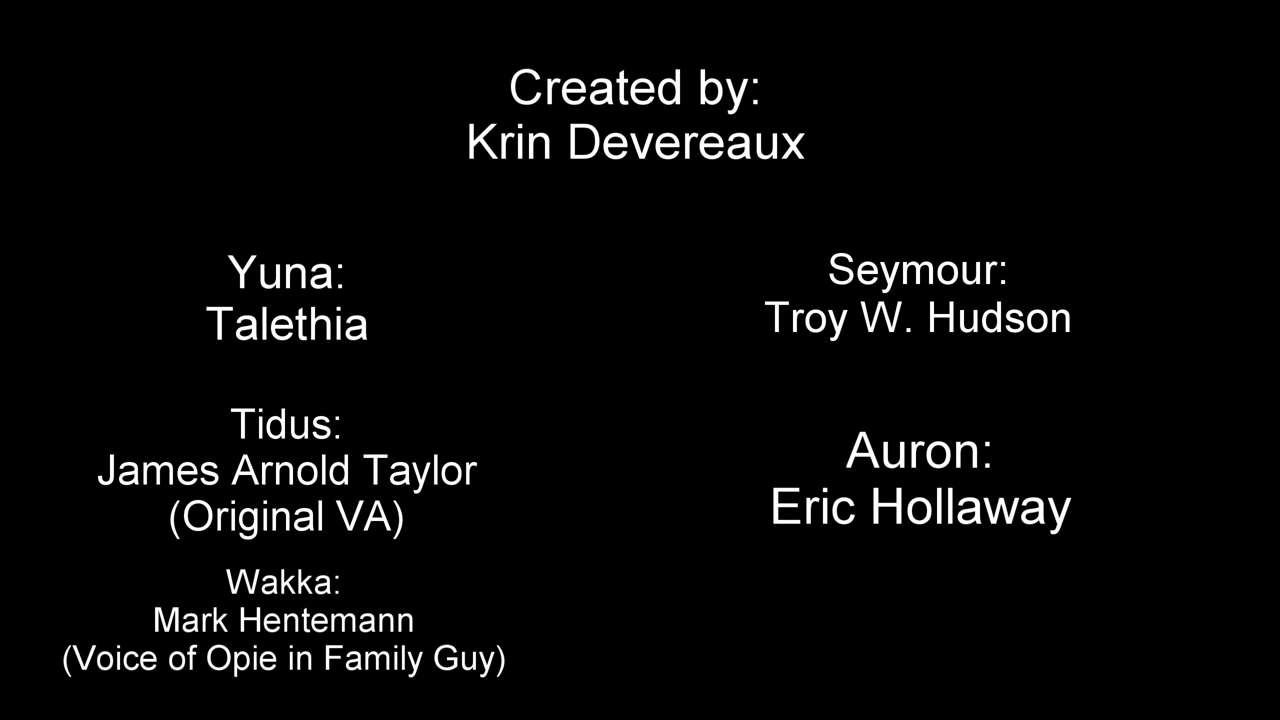 Created by:
Krin Devereaux
Yuna:
Talethia
Tidus:
James Arnold Taylor
(Original VA)
Wakka:
Mark Hentemann
(Voice of Opie in Family Guy)
Seymour:
Troy W. Hudson
Auron:
Eric Hollaway